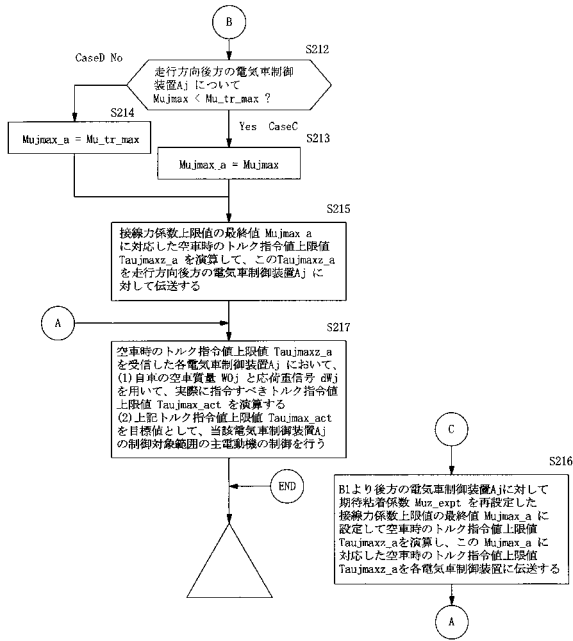 B
S212
CaseD No
走行方向後方の電気車制御
装置Aj について
Mujmax < Mu_tr_max ?
S214
Mujmax_a = Mu_tr_max
Yes CaseC
S213
Mujmax_a = Mujmax
S215
接線力係数上限値の最終値 Mujmax_a
に対応した空車時のトルク指令値上限値
Taujmaxz_a を演算して、このTaujmaxz_a
を走行方向後方の電気車制御装置Aj に
対して伝送する
A
S217
空車時のトルク指令値上限値 Taujmaxz_a
を受信した各電気車制御装置Aj において、
(1)自車の空車質量 W0j と応荷重信号 dWj
を用いて、実際に指令すべきトルク指令値
上限値 Taujmax_act を演算する
(2)上記トルク指令値上限値 Taujmax_act
を目標値として、当該電気車制御装置Aj
の制御対象範囲の主電動機の制御を行う
END
C
S216
B1より後方の電気車制御装置Ajに対して
期待粘着係数 Muz_expt を再設定した
接線力係数上限値の最終値 Mujmax_a に
設定して空車時のトルク指令値上限値
Taujmaxz_aを演算し、この Mujmax_a に
対応した空車時のトルク指令値上限値
Taujmaxz_aを各電気車制御装置に伝送する
A